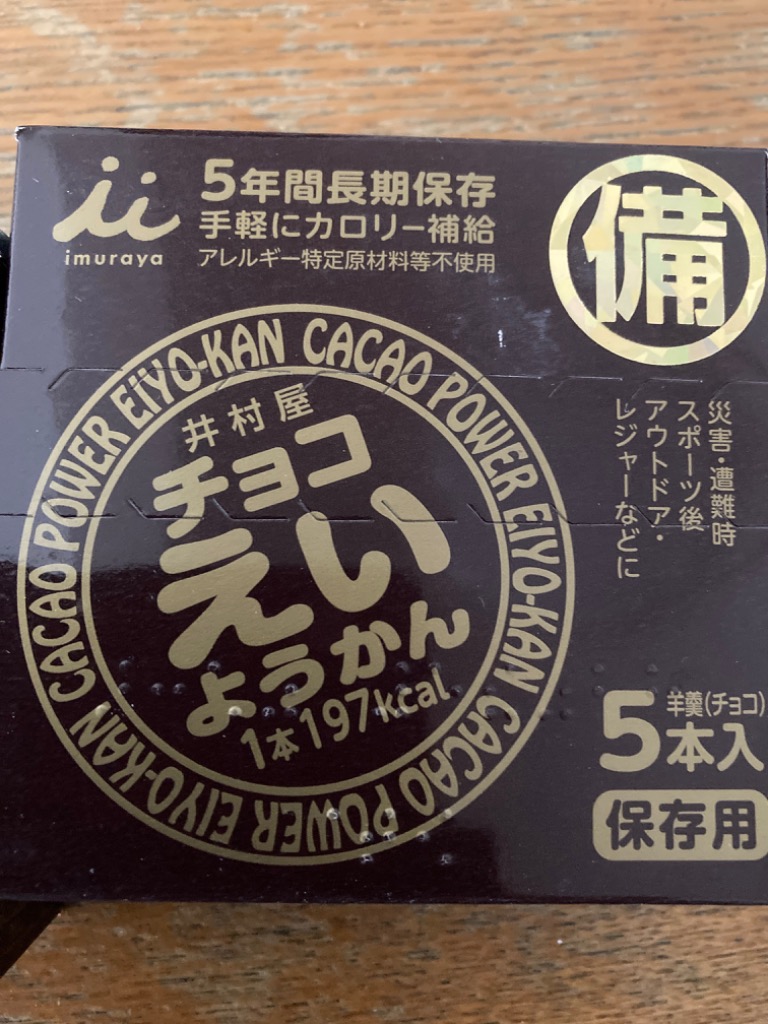 imuraya
5年間長期保存
手軽にカロリー補給
アレルギー特定原材料等不使用
備
災害・遭難時
スポーツ後
アウトドア・
レジャーなどに
CACAO POWER EIYO-KAN CACAO POWER EIYO-KAN CACAO POWER EIYO-KAN
井村屋
チョコ
えい
ようかん
1本197kcal
羊羹(チョコ)
5本入
保存用